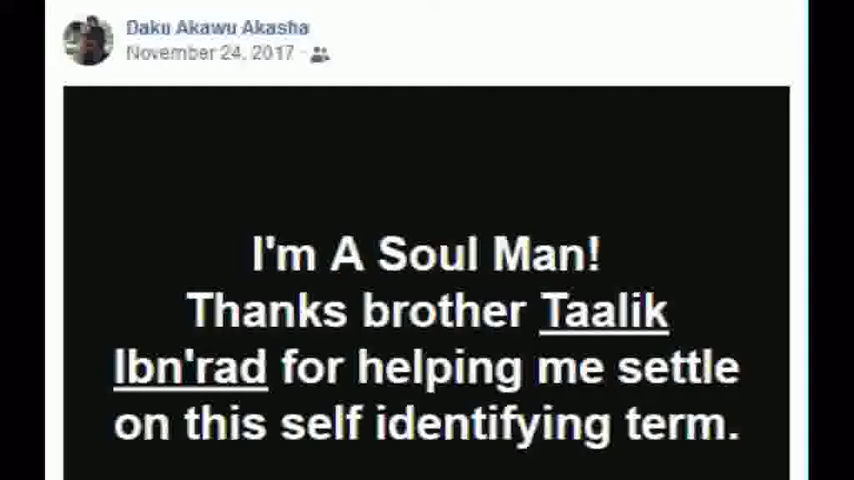 Daku Akawu Akasha
November 24, 2017 ·
I'm A Soul Man!
Thanks brother Taalik
Ibn'rad for helping me settle
on this self identifying term.